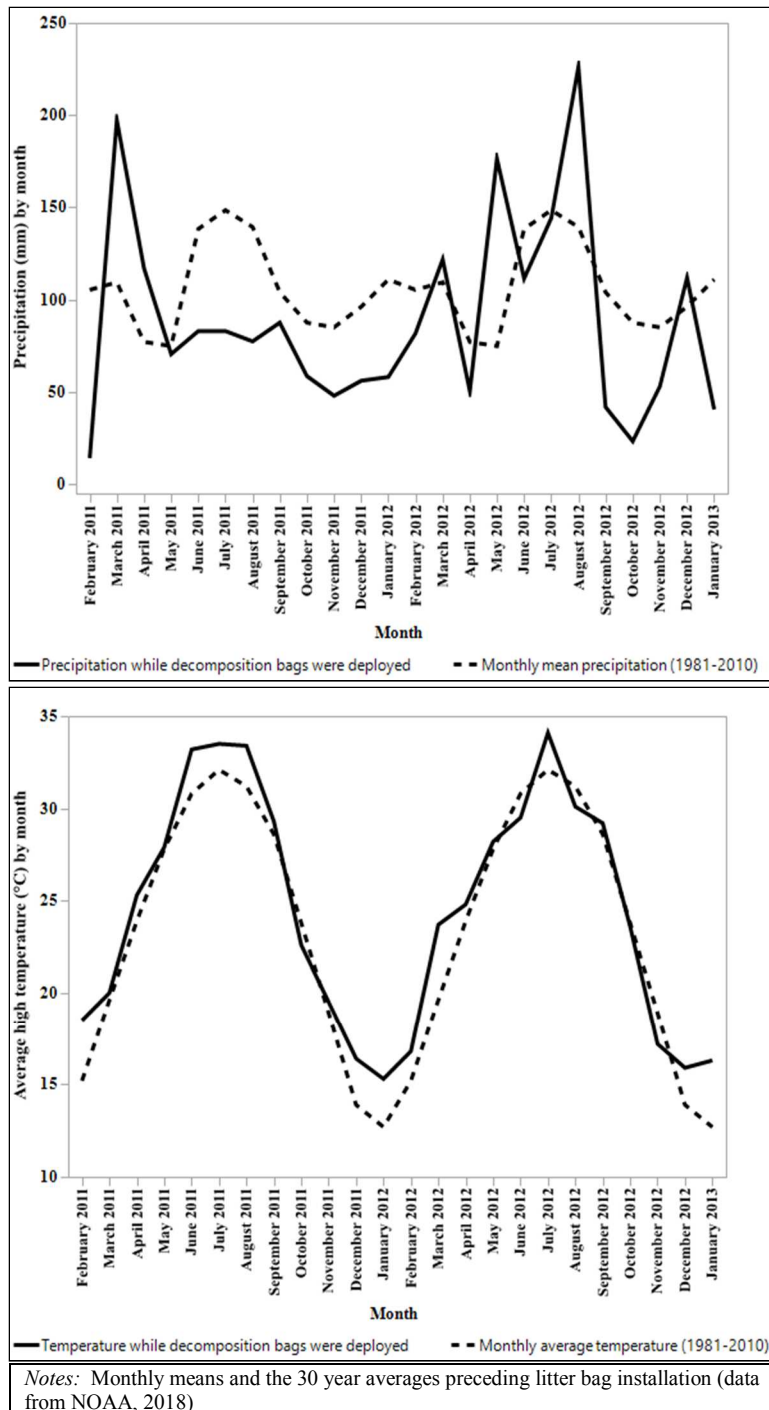 250
200
150
100
50
0
Precipitation (mm) by month
February 2011
March 2011
April 2011
May 2011
June 2011
July 2011
August 2011
September 2011
October 2011
November 2011
December 2011
January 2012
February 2012
March 2012
April 2012
May 2012
June 2012
July 2012
August 2012
September 2012
October 2012
November 2012
December 2012
January 2013
Month
Precipitation while decomposition bags were deployed
Monthly mean precipitation (1981-2010)
35
30
25
20
15
10
Average high temperature (°C) by month
February 2011
March 2011
April 2011
May 2011
June 2011
July 2011
August 2011
September 2011
October 2011
November 2011
December 2011
January 2012
February 2012
March 2012
April 2012
May 2012
June 2012
July 2012
August 2012
September 2012
October 2012
November 2012
December 2012
January 2013
Month
Temperature while decomposition bags were deployed
Monthly average temperature (1981-2010)
Notes: Monthly means and the 30 year averages preceding litter bag installation (data
from NOAA, 2018)